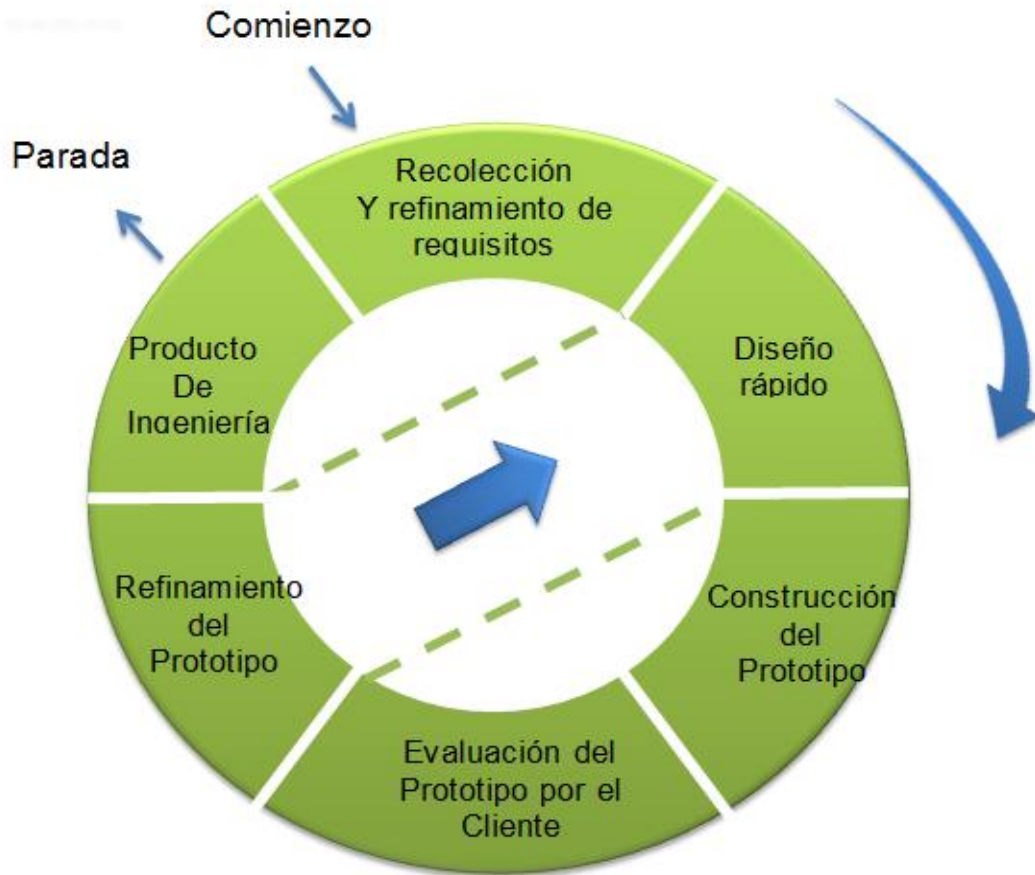 Comienzo
Parada
Recolección
Y refinamiento de
requisitos
Diseño
rápido
Construcción
del
Prototipo
Evaluación del
Prototipo por el
Cliente
Refinamiento
del
Prototipo
Producto
De
Ingeniería